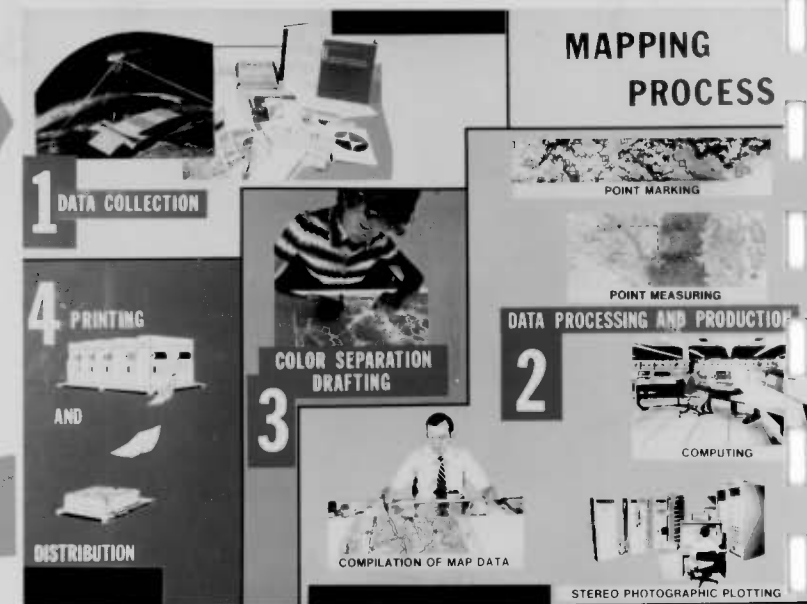 MAPPING
PROCESS
1
DATA COLLECTION
POINT MARKING
POINT MEASURING
DATA PROCESSING AND PRODUCTION
2
COMPUTING
STEREO PHOTOGRAPHIC PLOTTING
COMPILATION OF MAP DATA
COLOR SEPARATION
DRAFTING
3
4
PRINTING
AND
DISTRIBUTION